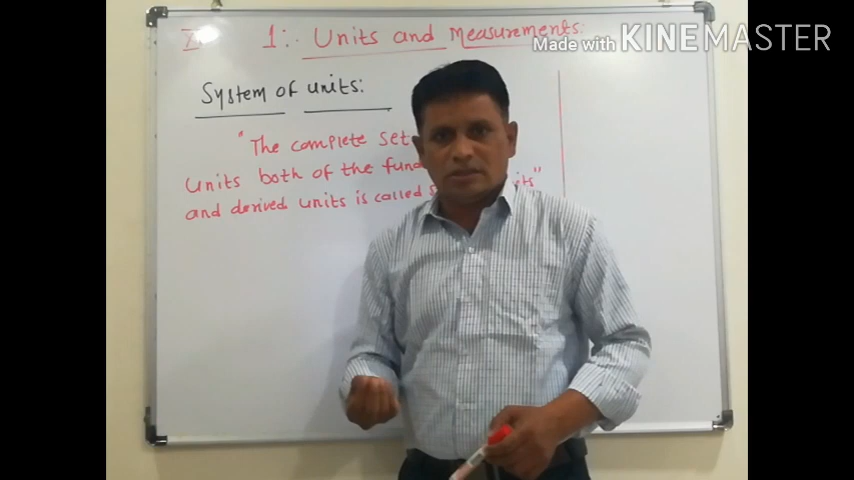 1:- Units and Measurements:
Made with KINEMASTER
System of units:
"The complete set
units both of the
and derived units is called its"